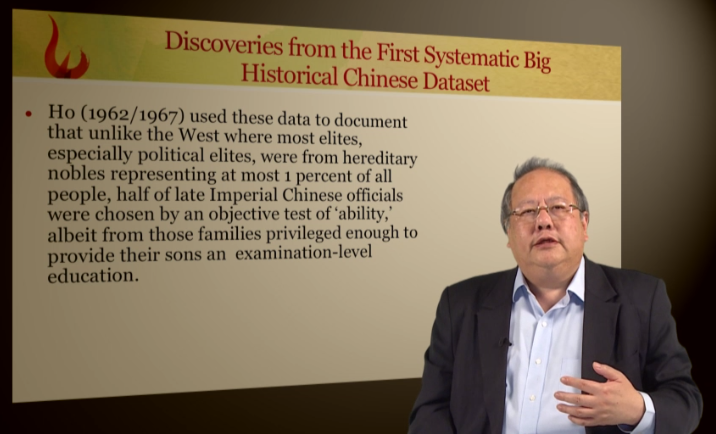 Discoveries from the First Systematic Big
Historical Chinese Dataset
• Ho (1962/1967) used these data to document
that unlike the West where most elites,
especially political elites, were from hereditary
nobles representing at most 1 percent of all
people, half of late Imperial Chinese officials
were chosen by an objective test of 'ability,'
albeit from those families privileged enough to
provide their sons an examination-level
education.